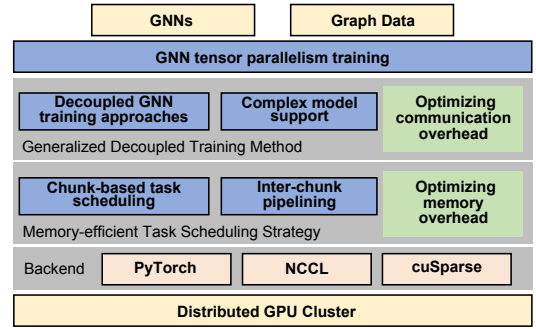 GNNs
Graph Data
GNN tensor parallelism training
Decoupled GNN
training approaches
Complex model
support
Optimizing
communication
overhead
Generalized Decoupled Training Method
Chunk-based task
scheduling
Inter-chunk
pipelining
Optimizing
memory
overhead
Memory-efficient Task Scheduling Strategy
Backend
PyTorch
NCCL
cuSparse
Distributed GPU Cluster